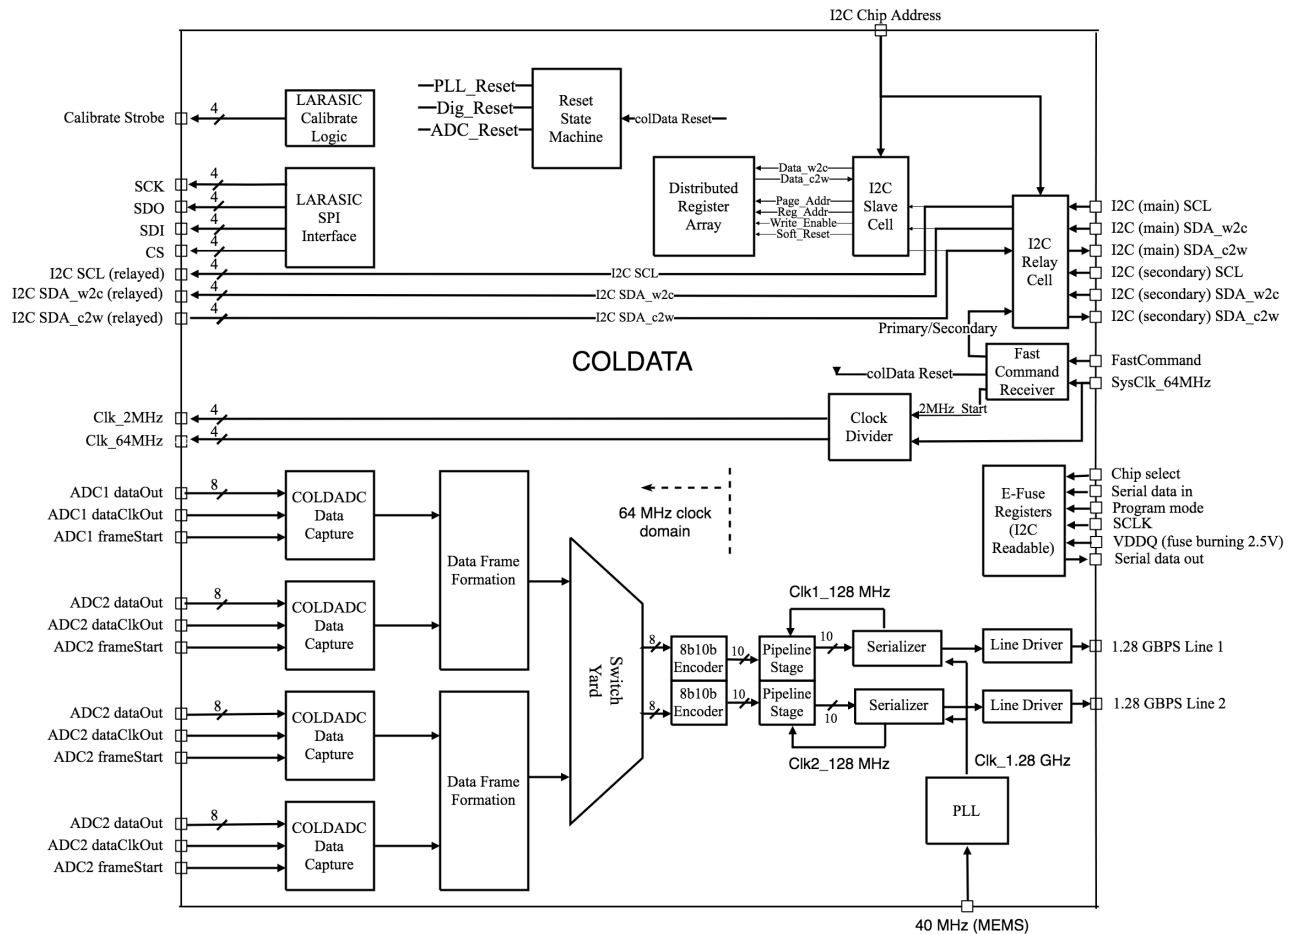 I2C Chip Address
Calibrate Strobe
4
LARASIC
Calibrate
Logic
PLL_Reset
Dig_Reset
ADC_Reset
Reset
State
Machine
colData Reset
SCK
SDO
SDI
CS
4
4
4
4
LARASIC
SPI
Interface
Distributed
Register
Array
Data_w2c
Data_c2w
Page_Addr
Reg_Addr
Write_Enable
Soft_Reset
I2C
Slave
Cell
I2C
Relay
Cell
I2C (main) SCL
I2C (main) SDA_w2c
I2C (main) SDA_c2w
I2C (secondary) SCL
I2C (secondary) SDA_w2c
I2C (secondary) SDA_c2w
I2C SCL (relayed)
4
I2C SCL
I2C SDA_w2c (relayed)
4
I2C SDA_w2c
I2C SDA_c2w (relayed)
4
I2C SDA_c2w
Primary/Secondary
COLDATA
colData Reset
Fast
Command
Receiver
FastCommand
SysClk_64MHz
Clk_2MHz
4
Clk_64MHz
4
Clock
Divider
2MHz_Start
ADC1 dataOut
8
ADC1 dataClkOut
ADC1 frameStart
COLDADC
Data
Capture
64 MHz clock
domain
E-Fuse
Registers
(I2C
Readable)
Chip select
Serial data in
Program mode
SCLK
VDDQ (fuse burning 2.5V)
Serial data out
Data Frame
Formation
ADC2 dataOut
8
ADC2 dataClkOut
ADC2 frameStart
COLDADC
Data
Capture
Switch
Yard
Clk1_128 MHz
8
8b10b
Encoder
10
Pipeline
Stage
10
Serializer
Line Driver
1.28 GBPS Line 1
8
8b10b
Encoder
10
Pipeline
Stage
10
Serializer
Line Driver
1.28 GBPS Line 2
Clk2_128 MHz
Clk_1.28 GHz
ADC2 dataOut
8
ADC2 dataClkOut
ADC2 frameStart
COLDADC
Data
Capture
Data Frame
Formation
PLL
ADC2 dataOut
8
ADC2 dataClkOut
ADC2 frameStart
COLDADC
Data
Capture
40 MHz (MEMS)